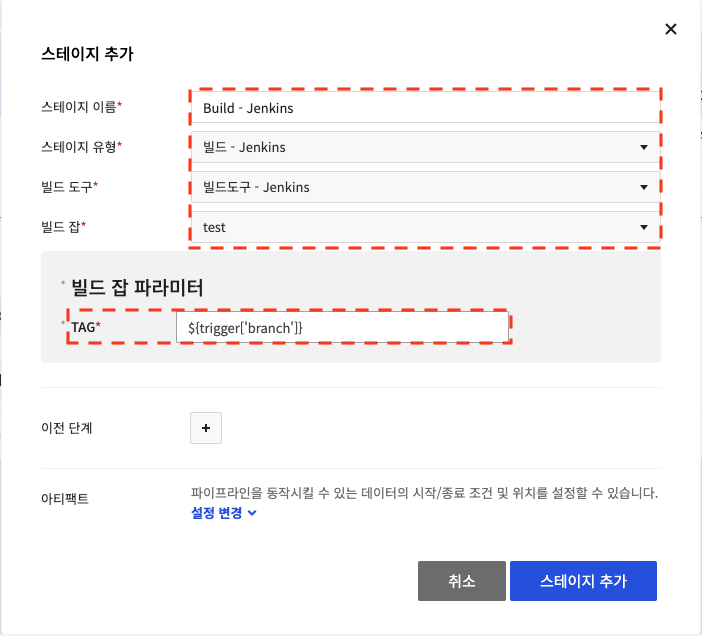 스테이지 추가
스테이지 이름* Build - Jenkins
스테이지 유형* 빌드 - Jenkins
빌드 도구* 빌드도구 - Jenkins
빌드 잡* test
빌드 잡 파라미터
TAG* ${trigger['branch']}
이전 단계 +
아티팩트 파이프라인을 동작시킬 수 있는 데이터의 시작/종료 조건 및 위치를 설정할 수 있습니다.
설정 변경
취소 스테이지 추가